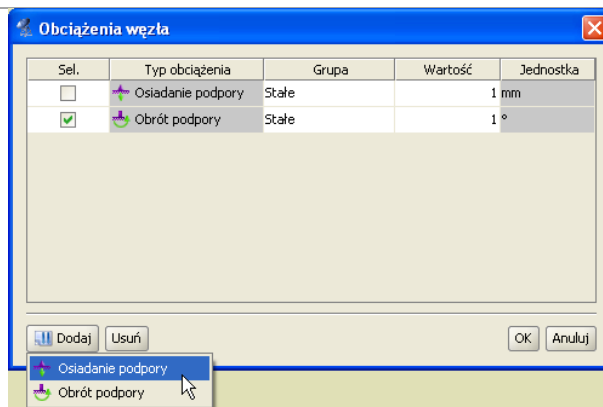 Obciążenia węzła
Sel. Typ obciążenia Grupa Wartość Jednostka
Osiadanie podpory Stałe 1 mm
Obrót podpory Stałe 1 °
Dodaj Usuń OK Anuluj
Osiadanie podpory
Obrót podpory